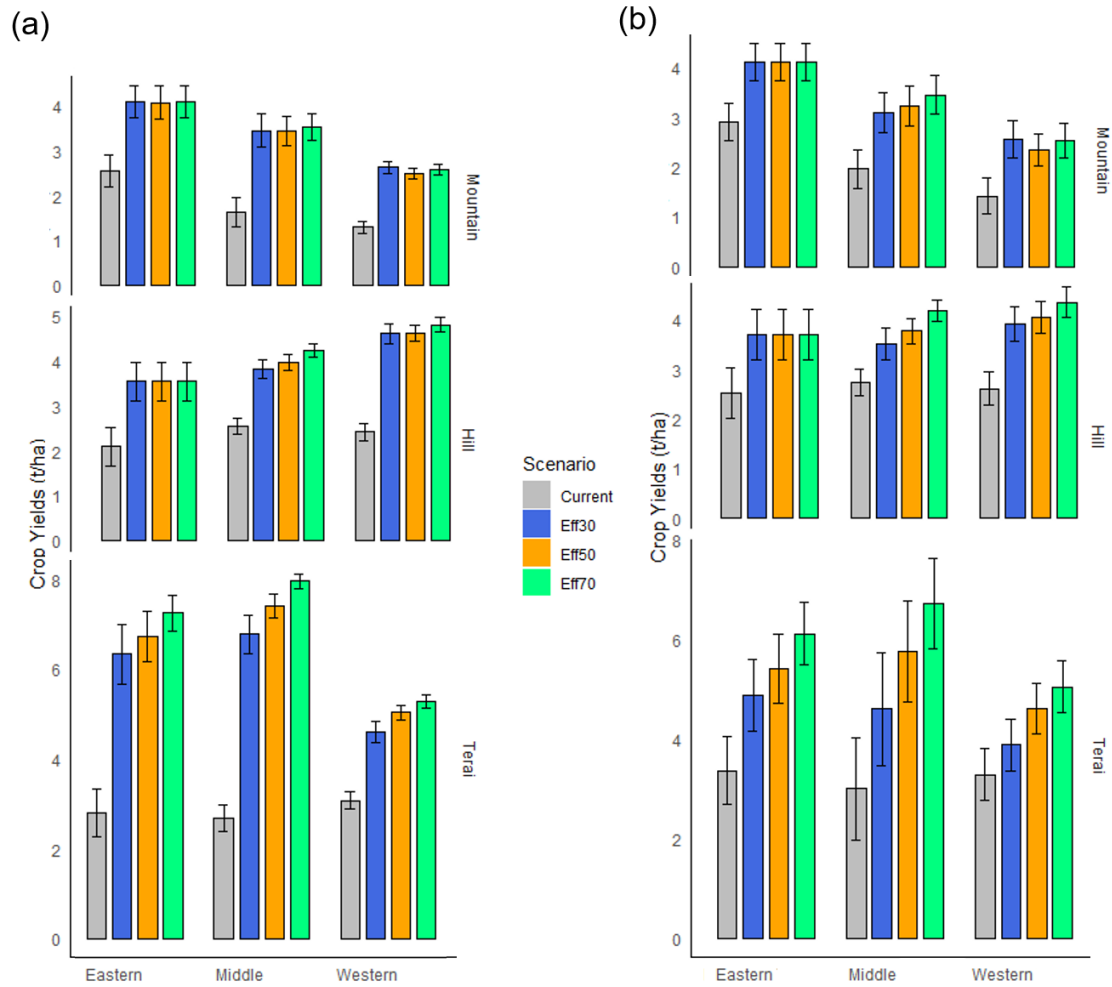 (a)
4
3
2
1
0
Mountain
5
4
3
2
1
0
Hill
8
6
4
2
0
Terai
Crop Yields (t/ha)
Eastern Middle Western
Scenario
Current
Eff30
Eff50
Eff70
(b)
4
3
2
1
0
Mountain
4
3
2
1
0
Hill
8
6
4
2
0
Terai
Crop Yields (t/ha)
Eastern Middle Western